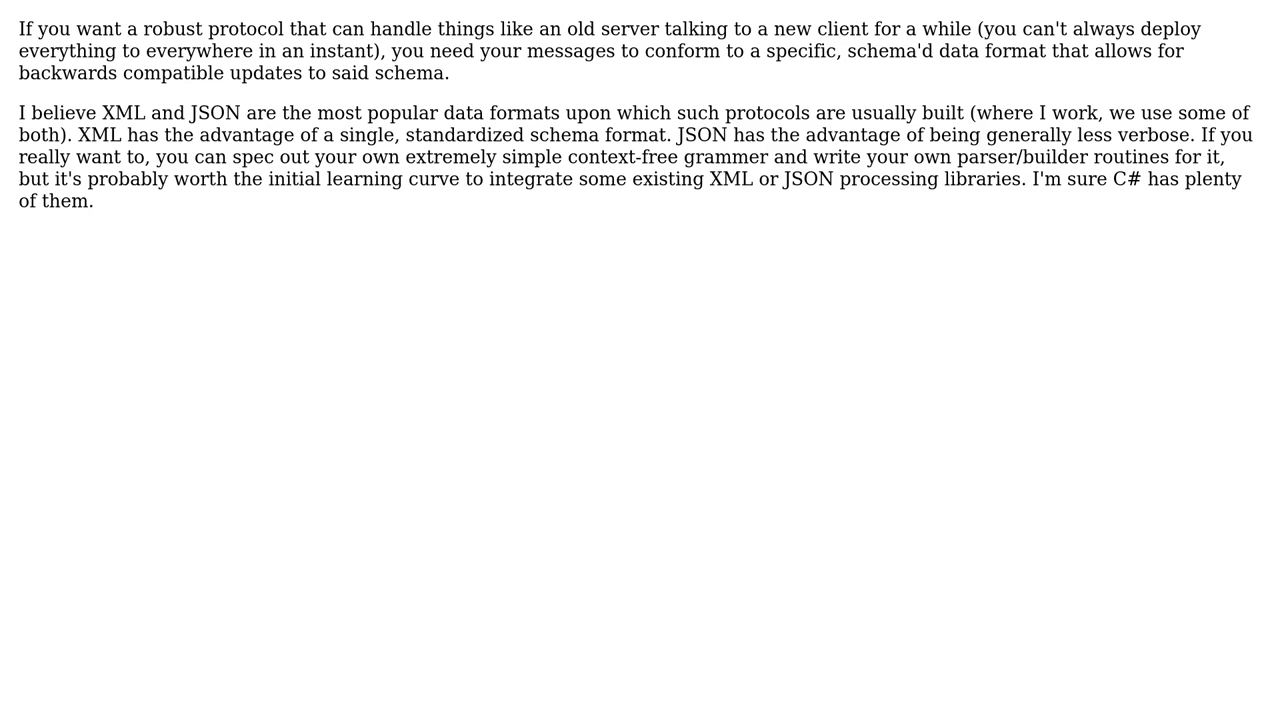 If you want a robust protocol that can handle things like an old server talking to a new client for a while (you can't always deploy
everything to everywhere in an instant), you need your messages to conform to a specific, schema'd data format that allows for
backwards compatible updates to said schema.
I believe XML and JSON are the most popular data formats upon which such protocols are usually built (where I work, we use some of
both). XML has the advantage of a single, standardized schema format. JSON has the advantage of being generally less verbose. If you
really want to, you can spec out your own extremely simple context-free grammer and write your own parser/builder routines for it,
but it's probably worth the initial learning curve to integrate some existing XML or JSON processing libraries. I'm sure C# has plenty
of them.